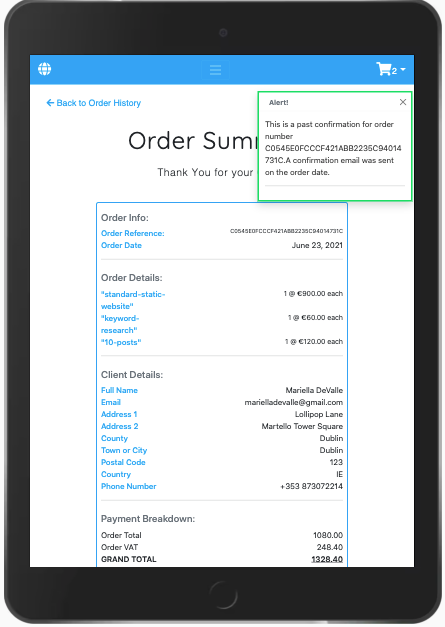 2
← Back to Order History
Alert!
This is a past confirmation for order
number
C0545E0FCCCF421ABB2235C94014
731C.A confirmation email was sent
on the order date.
Order Sum
Thank You for your
Order Info:
Order Reference: C0545E0FCCCF421ABB2235C94014731C
Order Date June 23, 2021
Order Details:
"standard-static- 1 @ €900.00 each
website"
"keyword- 1 @ €60.00 each
research"
"10-posts" 1 @ €120.00 each
Client Details:
Full Name Mariella DeValle
Email marielladevalle@gmail.com
Address 1 Lollipop Lane
Address 2 Martello Tower Square
County Dublin
Town or City Dublin
Postal Code 123
Country IE
Phone Number +353 873072214
Payment Breakdown:
Order Total 1080.00
Order VAT 248.40
GRAND TOTAL 1328.40